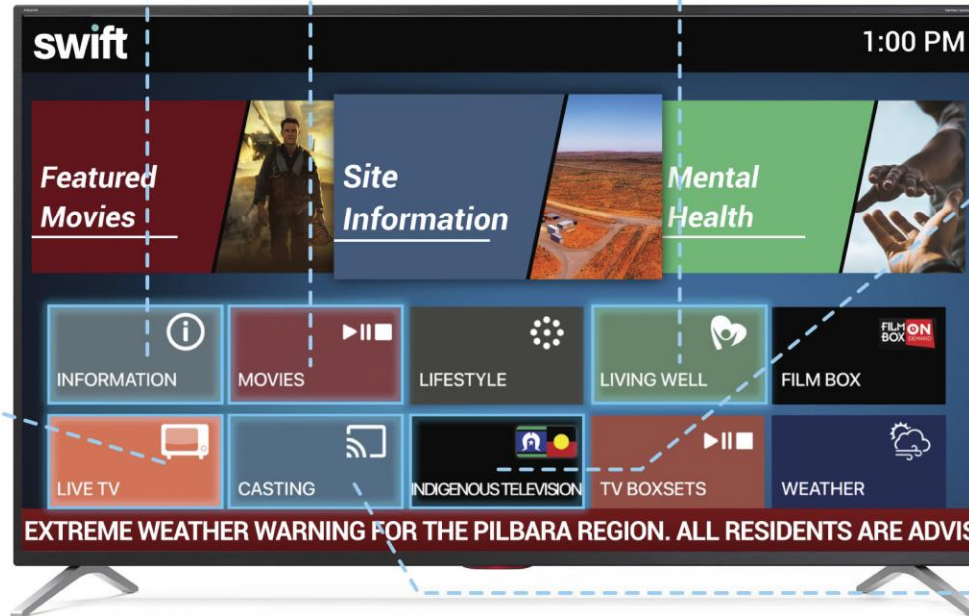 swift
1:00 PM
Featured
Movies
Site
Information
Mental
Health
INFORMATION
MOVIES
LIFESTYLE
LIVING WELL
FILM BOX
FILM ON
BOX DEMAND
LIVE TV
CASTING
INDIGENOUS TELEVISION
TV BOXSETS
WEATHER
EXTREME WEATHER WARNING FOR THE PILBARA REGION. ALL RESIDENTS ARE ADVIS